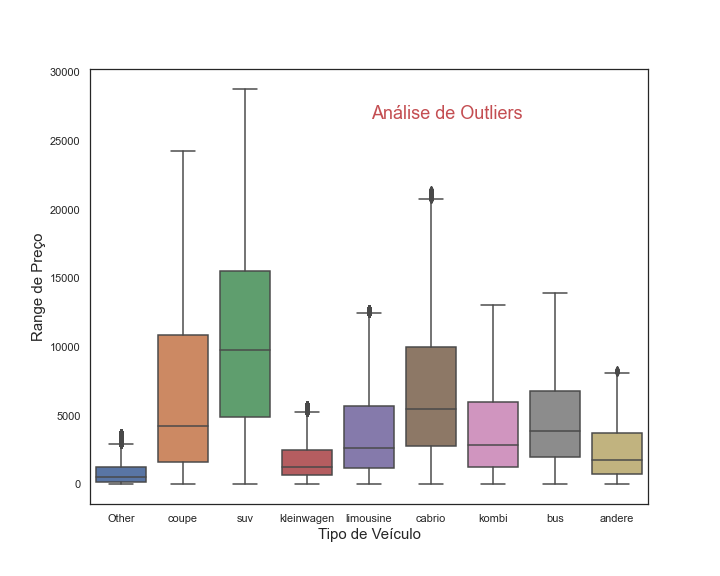 Análise de Outliers
Range de Preço
30000
25000
20000
15000
10000
5000
0
Other coupe suv kleinwagen limousine cabrio kombi bus andere
Tipo de Veículo